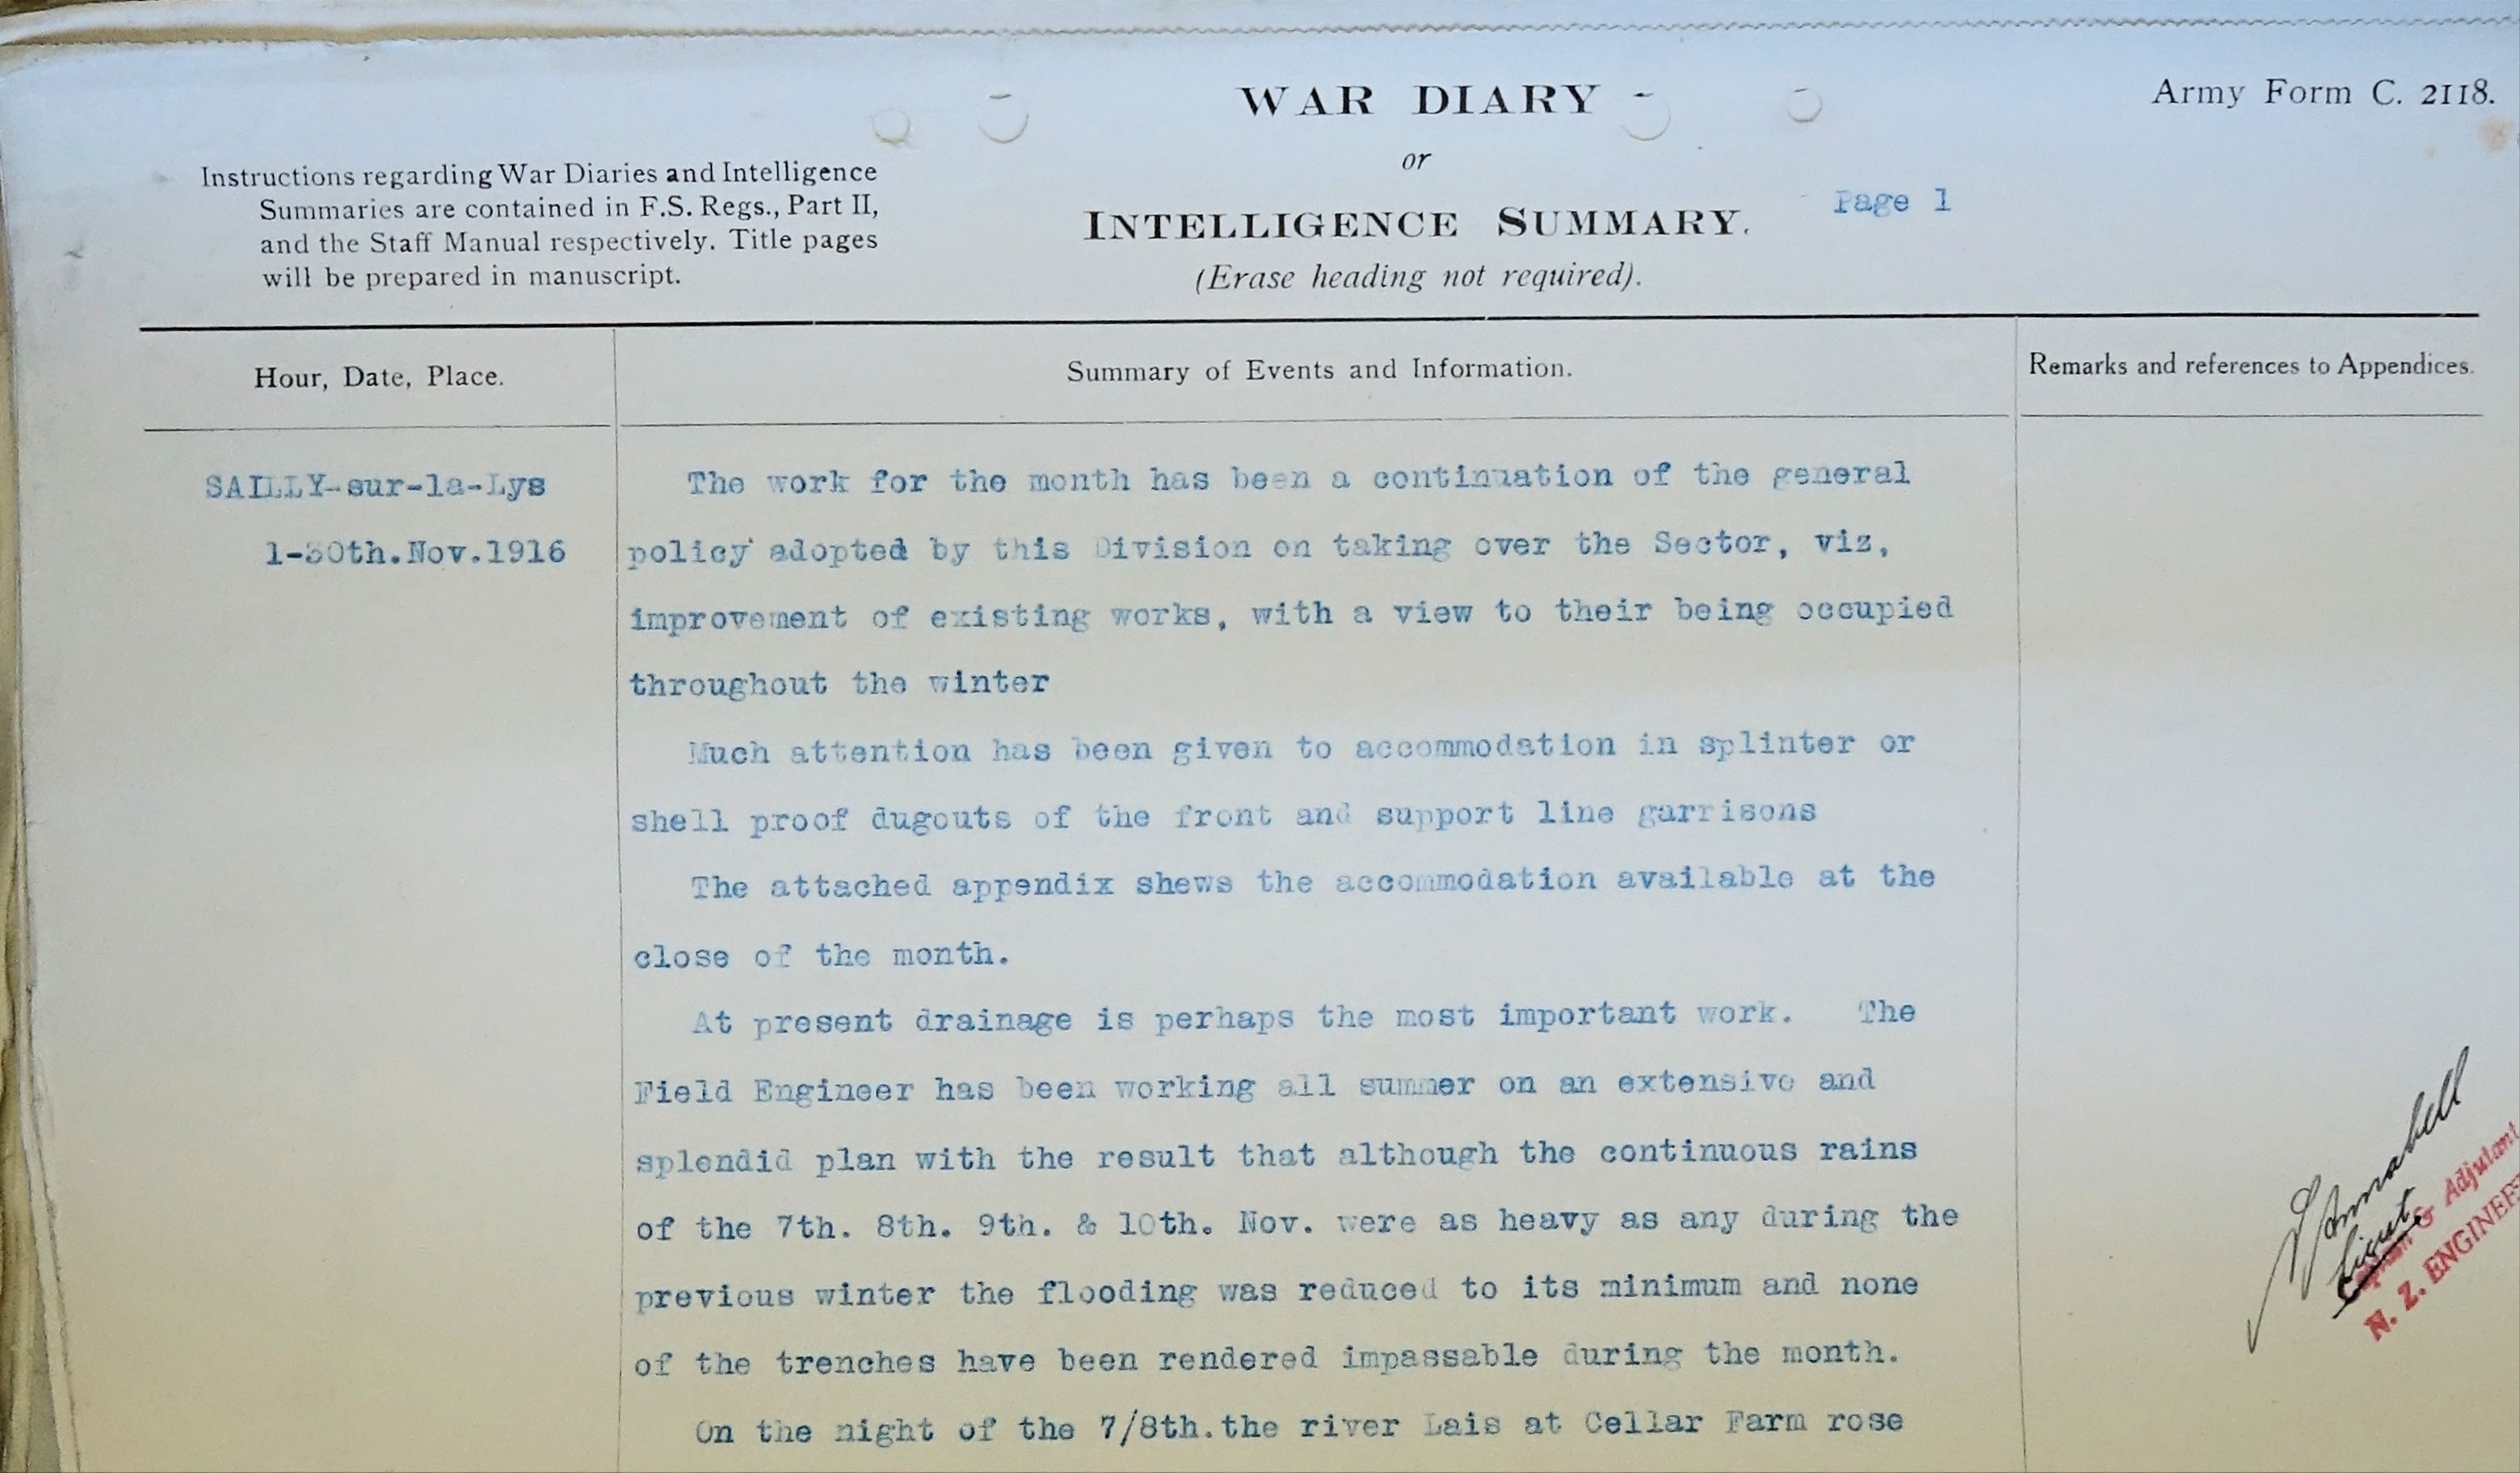 WAR DIARY
Army Form C. 2118.
or
INTELLIGENCE SUMMARY.
Page 1
(Erase heading not required).
Instructions regarding War Diaries and Intelligence
Summaries are contained in F.S. Regs., Part II,
and the Staff Manual respectively. Title pages
will be prepared in manuscript.
Hour, Date, Place.
Summary of Events and Information.
Remarks and references to Appendices.
SAILLY-sur-la-Lys
1-30th.Nov.1916
The work for the month has been a continuation of the general
policy adopted by this Division on taking over the Sector, viz,
improvement of existing works, with a view to their being occupied
throughout the winter
Much attention has been given to accommodation in splinter or
shell proof dugouts of the front and support line garrisons
The attached appendix shews the accommodation available at the
close of the month.
At present drainage is perhaps the most important work. The
Field Engineer has been working all summer on an extensive and
splendid plan with the result that although the continuous rains
of the 7th. 8th. 9th. & 10th. Nov. were as heavy as any during the
previous winter the flooding was reduced to its minimum and none
of the trenches have been rendered impassable during the month.
On the night of the 7/8th.the river Lais at Cellar Farm rose
Annabell
Lieut.
& Adjutant
N. Z. ENGINEERS